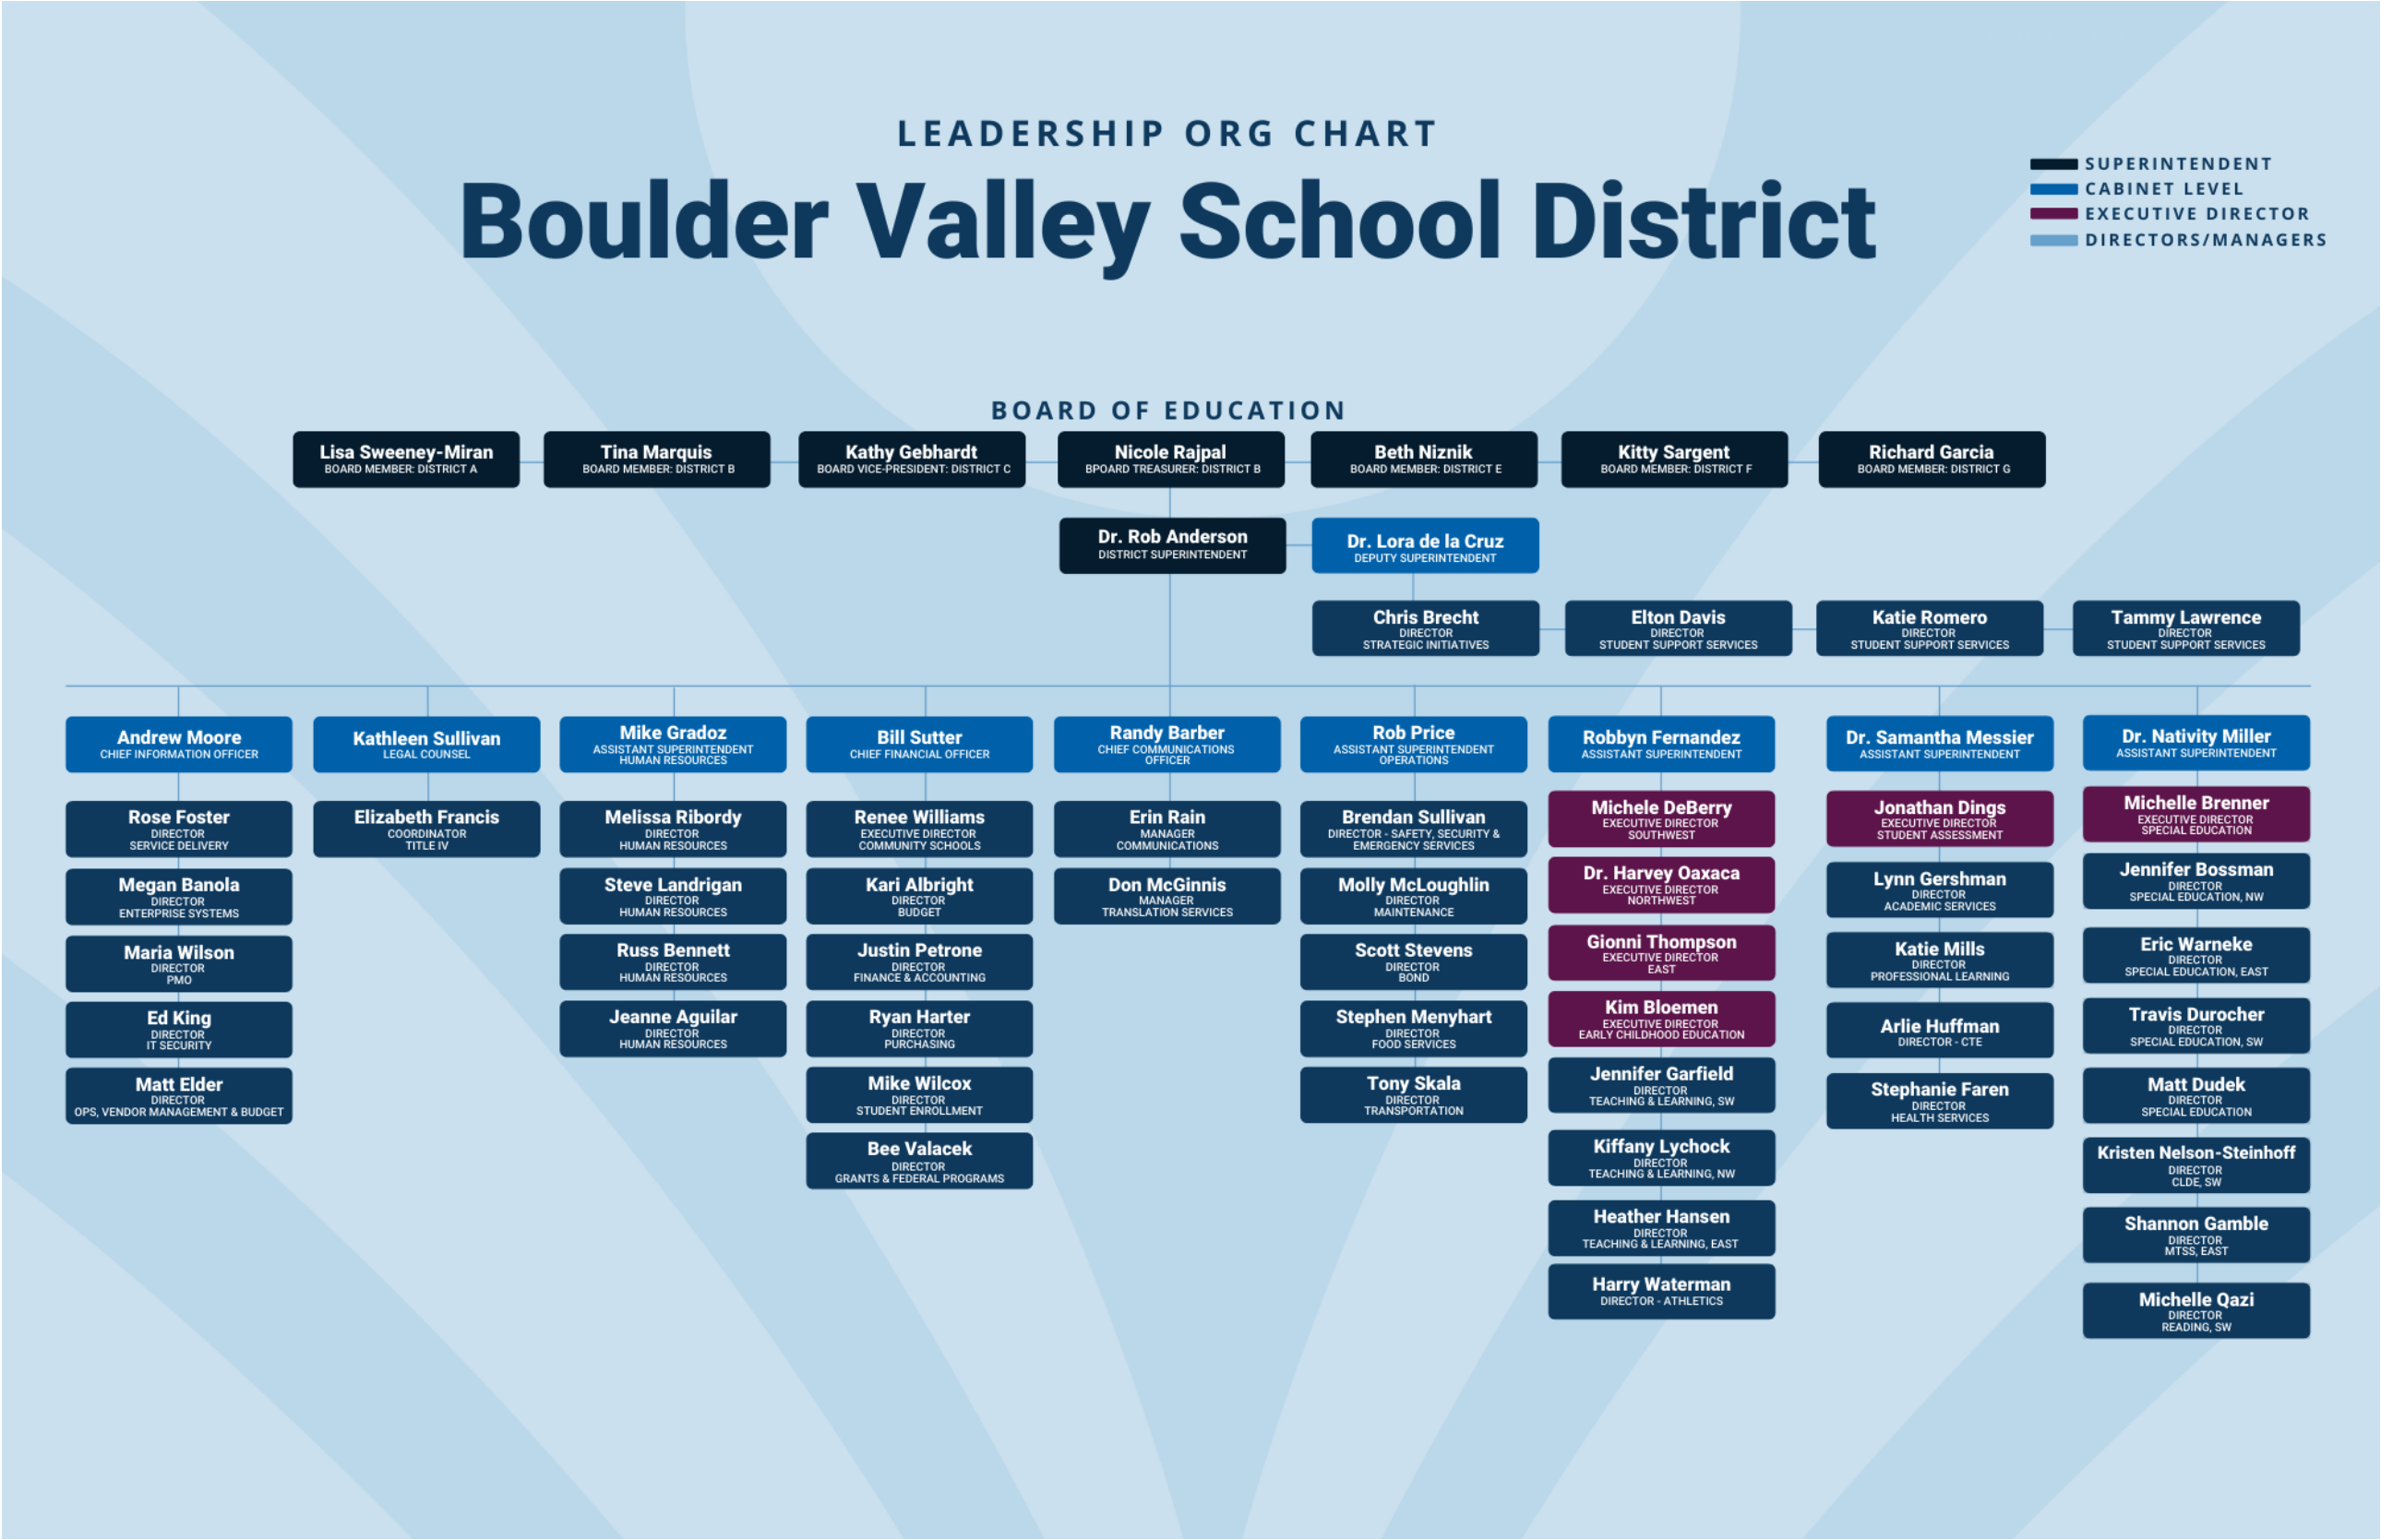 LEADERSHIP ORG CHART
Boulder Valley School District
SUPERINTENDENT
CABINET LEVEL
EXECUTIVE DIRECTOR
DIRECTORS/MANAGERS
BOARD OF EDUCATION
Lisa Sweeney-Miran
BOARD MEMBER: DISTRICT A
Tina Marquis
BOARD MEMBER: DISTRICT B
Kathy Gebhardt
BOARD VICE-PRESIDENT: DISTRICT C
Nicole Rajpal
BPOARD TREASURER: DISTRICT B
Beth Niznik
BOARD MEMBER: DISTRICT E
Kitty Sargent
BOARD MEMBER: DISTRICT F
Richard Garcia
BOARD MEMBER: DISTRICT G
Dr. Rob Anderson
DISTRICT SUPERINTENDENT
Dr. Lora de la Cruz
DEPUTY SUPERINTENDENT
Chris Brecht
DIRECTOR
STRATEGIC INITIATIVES
Elton Davis
DIRECTOR
STUDENT SUPPORT SERVICES
Katie Romero
DIRECTOR
STUDENT SUPPORT SERVICES
Tammy Lawrence
DIRECTOR
STUDENT SUPPORT SERVICES
Andrew Moore
CHIEF INFORMATION OFFICER
Rose Foster
DIRECTOR
SERVICE DELIVERY
Megan Banola
DIRECTOR
ENTERPRISE SYSTEMS
Maria Wilson
DIRECTOR
PMO
Ed King
DIRECTOR
IT SECURITY
Matt Elder
DIRECTOR
OPS, VENDOR MANAGEMENT & BUDGET
Kathleen Sullivan
LEGAL COUNSEL
Elizabeth Francis
COORDINATOR
TITLE IV
Mike Gradoz
ASSISTANT SUPERINTENDENT
HUMAN RESOURCES
Melissa Ribordy
DIRECTOR
HUMAN RESOURCES
Steve Landrigan
DIRECTOR
HUMAN RESOURCES
Russ Bennett
DIRECTOR
HUMAN RESOURCES
Jeanne Aguilar
DIRECTOR
HUMAN RESOURCES
Bill Sutter
CHIEF FINANCIAL OFFICER
Renee Williams
EXECUTIVE DIRECTOR
COMMUNITY SCHOOLS
Kari Albright
DIRECTOR
BUDGET
Justin Petrone
DIRECTOR
FINANCE & ACCOUNTING
Ryan Harter
DIRECTOR
PURCHASING
Mike Wilcox
DIRECTOR
STUDENT ENROLLMENT
Bee Valacek
DIRECTOR
GRANTS & FEDERAL PROGRAMS
Randy Barber
CHIEF COMMUNICATIONS
OFFICER
Erin Rain
MANAGER
COMMUNICATIONS
Don McGinnis
MANAGER
TRANSLATION SERVICES
Rob Price
ASSISTANT SUPERINTENDENT
OPERATIONS
Brendan Sullivan
DIRECTOR - SAFETY, SECURITY &
EMERGENCY SERVICES
Molly McLoughlin
DIRECTOR
MAINTENANCE
Scott Stevens
DIRECTOR
BOND
Stephen Menyhart
DIRECTOR
FOOD SERVICES
Tony Skala
DIRECTOR
TRANSPORTATION
Robbyn Fernandez
ASSISTANT SUPERINTENDENT
Michele DeBerry
EXECUTIVE DIRECTOR
SOUTHWEST
Dr. Harvey Oaxaca
EXECUTIVE DIRECTOR
NORTHWEST
Gionni Thompson
EXECUTIVE DIRECTOR
EAST
Kim Bloemen
EXECUTIVE DIRECTOR
EARLY CHILDHOOD EDUCATION
Jennifer Garfield
DIRECTOR
TEACHING & LEARNING, SW
Kiffany Lychock
DIRECTOR
TEACHING & LEARNING, NW
Heather Hansen
DIRECTOR
TEACHING & LEARNING, EAST
Harry Waterman
DIRECTOR - ATHLETICS
Dr. Samantha Messier
ASSISTANT SUPERINTENDENT
Jonathan Dings
EXECUTIVE DIRECTOR
STUDENT ASSESSMENT
Lynn Gershman
DIRECTOR
ACADEMIC SERVICES
Katie Mills
DIRECTOR
PROFESSIONAL LEARNING
Arlie Huffman
DIRECTOR - CTE
Stephanie Faren
DIRECTOR
HEALTH SERVICES
Dr. Nativity Miller
ASSISTANT SUPERINTENDENT
Michelle Brenner
EXECUTIVE DIRECTOR
SPECIAL EDUCATION
Jennifer Bossman
DIRECTOR
SPECIAL EDUCATION, NW
Eric Warneke
DIRECTOR
SPECIAL EDUCATION, EAST
Travis Durocher
DIRECTOR
SPECIAL EDUCATION, SW
Matt Dudek
DIRECTOR
SPECIAL EDUCATION
Kristen Nelson-Steinhoff
DIRECTOR
CLDE, SW
Shannon Gamble
DIRECTOR
MTSS, EAST
Michelle Qazi
DIRECTOR
READING, SW